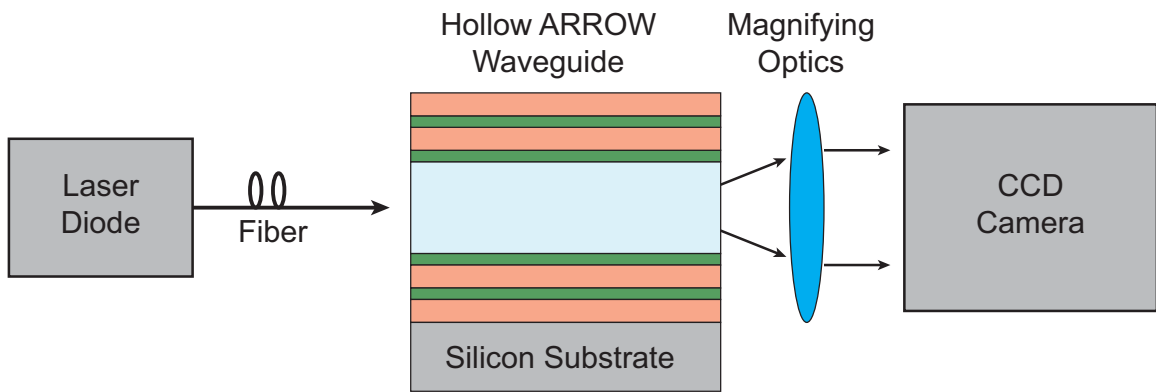 Hollow ARROW
Waveguide
Magnifying
Optics
Laser
Diode
Fiber
CCD
Camera
Silicon Substrate